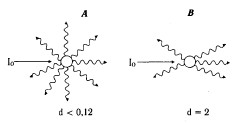 A
B
I₀
I₀
d < 0,12
d = 2